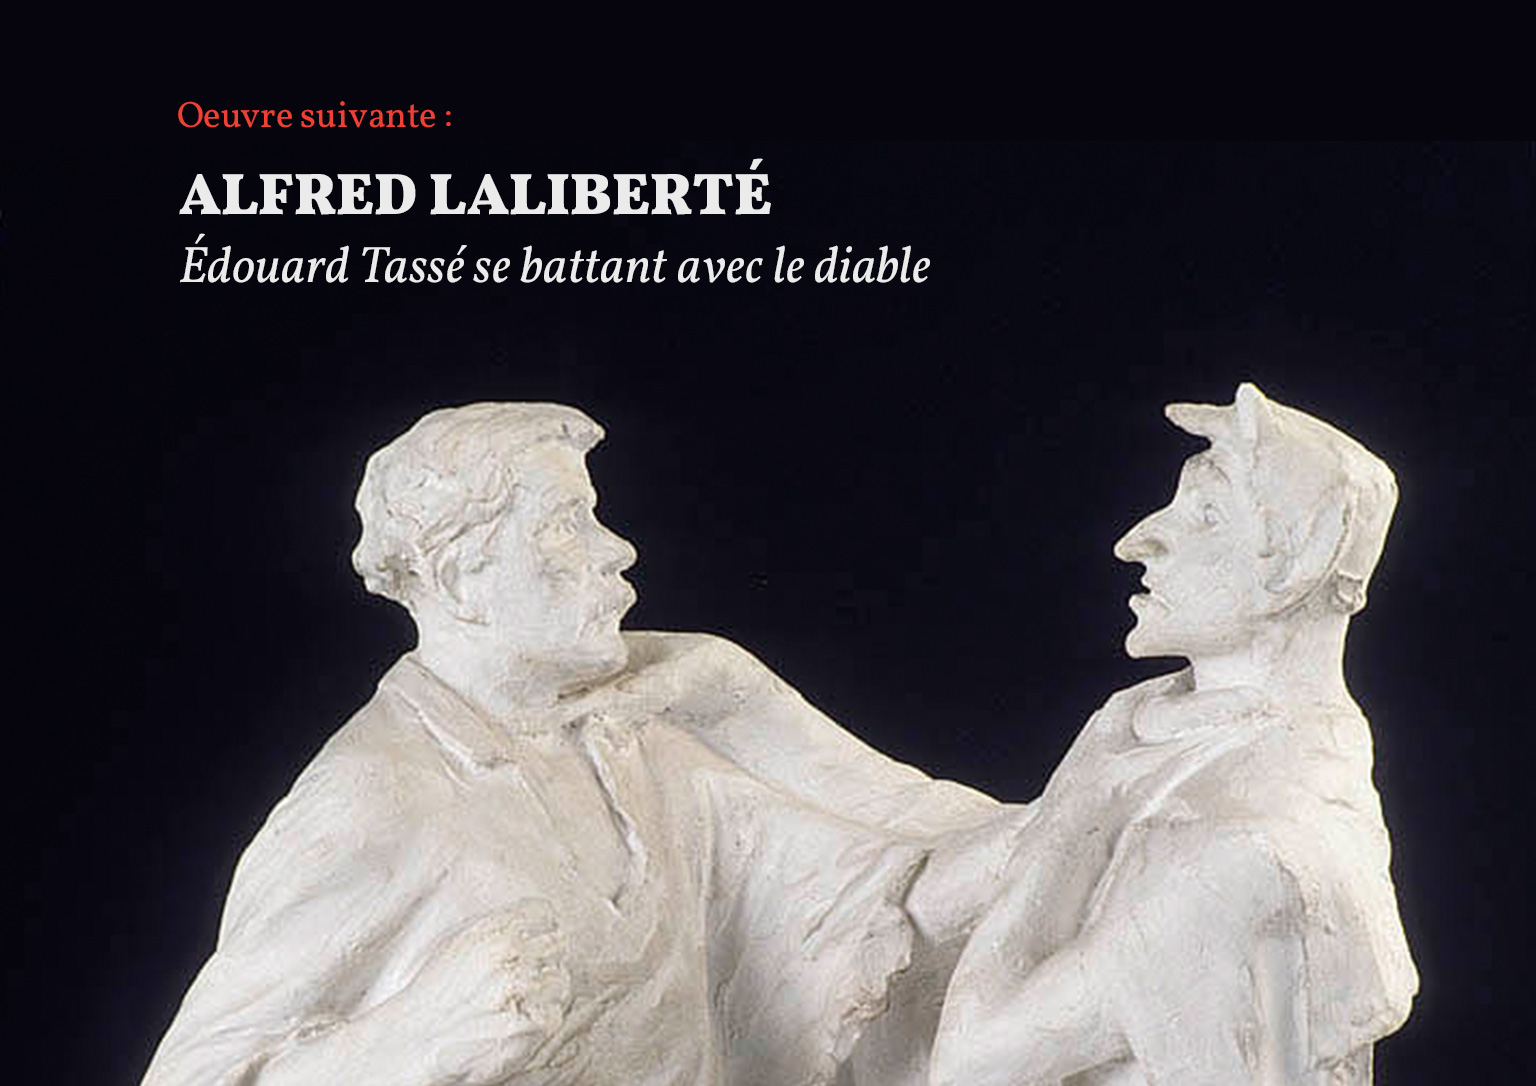 Oeuvre suivante :
ALFRED LALIBERTÉ
Édouard Tassé se battant avec le diable